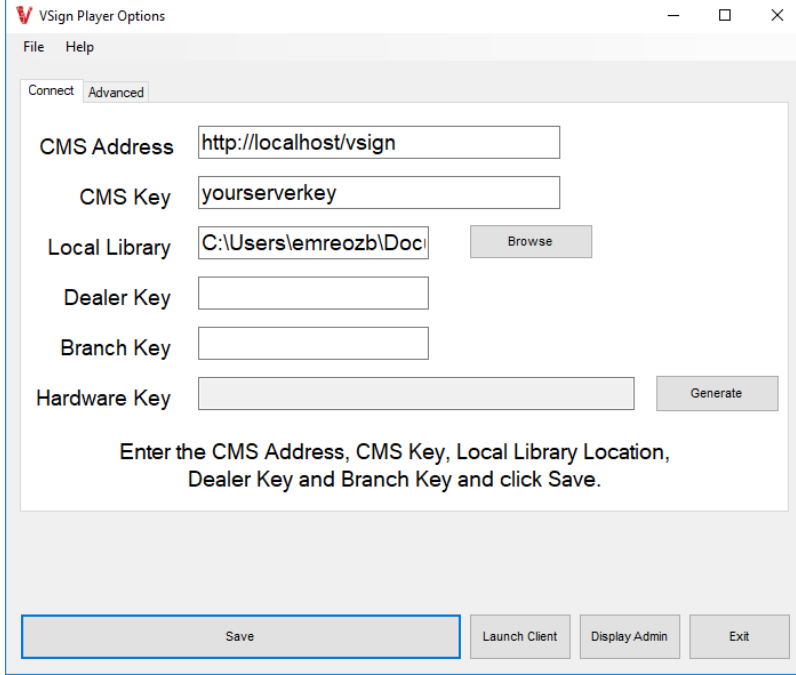 VSign Player Options
File Help
Connect Advanced
CMS Address http://localhost/vsign
CMS Key yourserverkey
Local Library C:\Users\emreozb\Docu Browse
Dealer Key
Branch Key
Hardware Key Generate
Enter the CMS Address, CMS Key, Local Library Location,
Dealer Key and Branch Key and click Save.
Save Launch Client Display Admin Exit